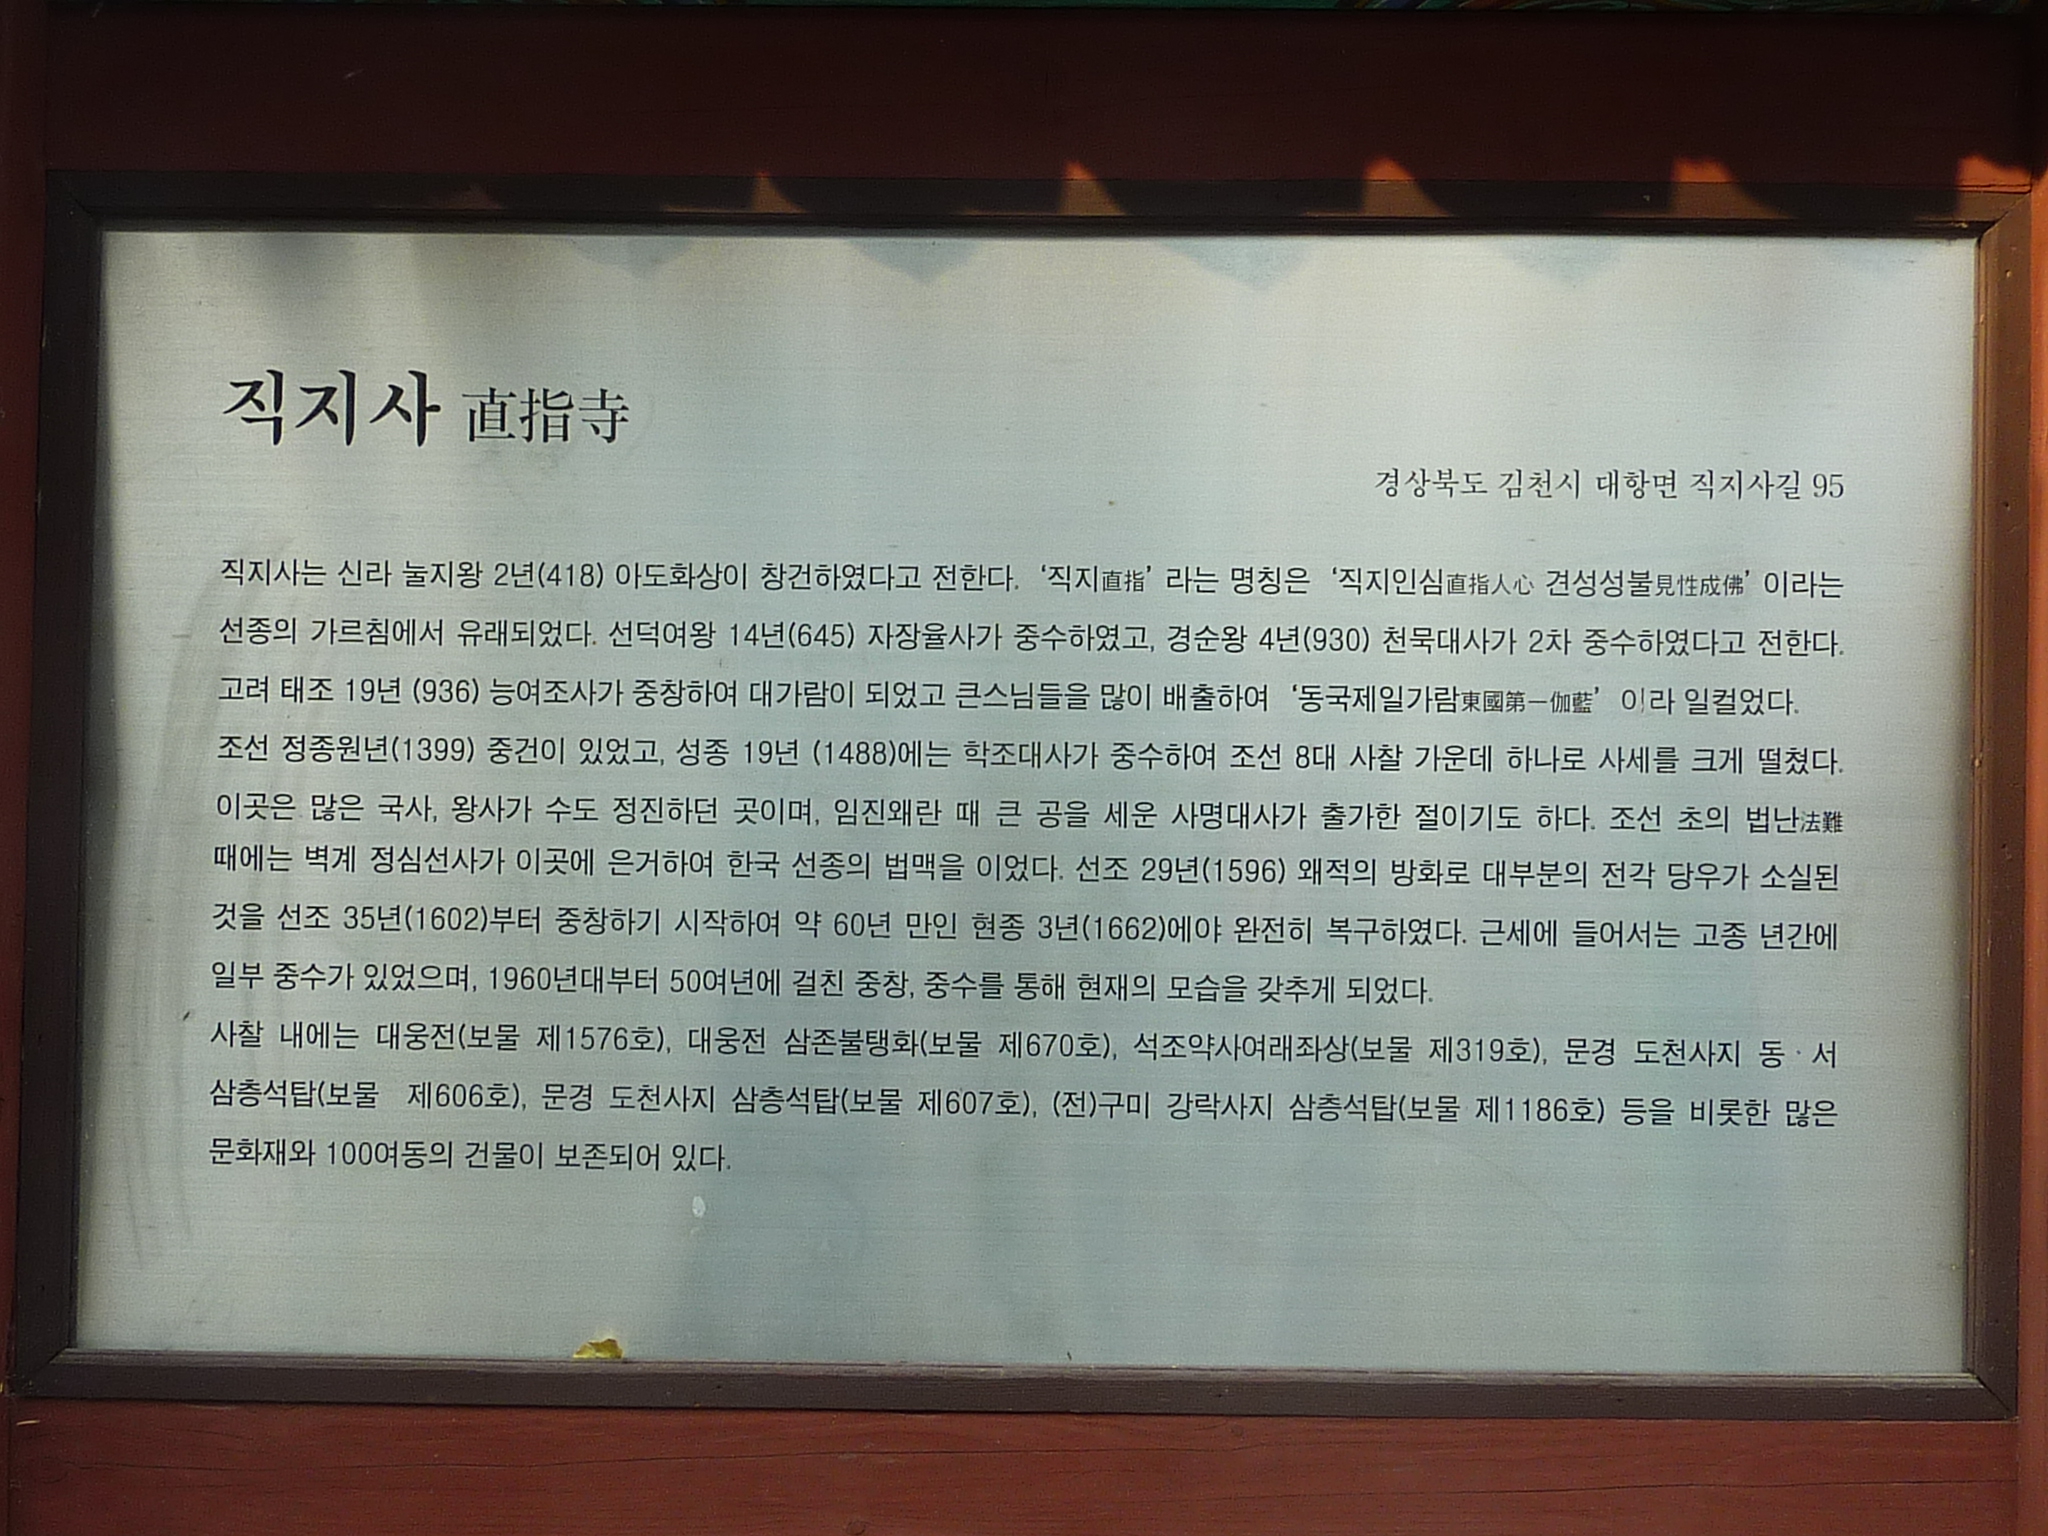 직지사 直指寺
경상북도 김천시 대항면 직지사길 95
직지사는 신라 눌지왕 2년(418) 아도화상이 창건하였다고 전한다. ‘직지直指’ 라는 명칭은 ‘직지인심直指人心 견성성불見性成佛’ 이라는
선종의 가르침에서 유래되었다. 선덕여왕 14년(645) 자장율사가 중수하였고, 경순왕 4년(930) 천묵대사가 2차 중수하였다고 전한다.
고려 태조 19년 (936) 능여조사가 중창하여 대가람이 되었고 큰스님들을 많이 배출하여 ‘동국제일가람東國第一伽藍’ 이라 일컬었다.
조선 정종원년(1399) 중건이 있었고, 성종 19년 (1488)에는 학조대사가 중수하여 조선 8대 사찰 가운데 하나로 사세를 크게 떨쳤다.
이곳은 많은 국사, 왕사가 수도 정진하던 곳이며, 임진왜란 때 큰 공을 세운 사명대사가 출가한 절이기도 하다. 조선 초의 법난法難
때에는 벽계 정심선사가 이곳에 은거하여 한국 선종의 법맥을 이었다. 선조 29년(1596) 왜적의 방화로 대부분의 전각 당우가 소실된
것을 선조 35년(1602)부터 중창하기 시작하여 약 60년 만인 현종 3년(1662)에야 완전히 복구하였다. 근세에 들어서는 고종 년간에
일부 중수가 있었으며, 1960년대부터 50여년에 걸친 중창, 중수를 통해 현재의 모습을 갖추게 되었다.
사찰 내에는 대웅전(보물 제1576호), 대웅전 삼존불탱화(보물 제670호), 석조약사여래좌상(보물 제319호), 문경 도천사지 동·서
삼층석탑(보물 제606호), 문경 도천사지 삼층석탑(보물 제607호), (전)구미 강락사지 삼층석탑(보물 제1186호) 등을 비롯한 많은
문화재와 100여동의 건물이 보존되어 있다.